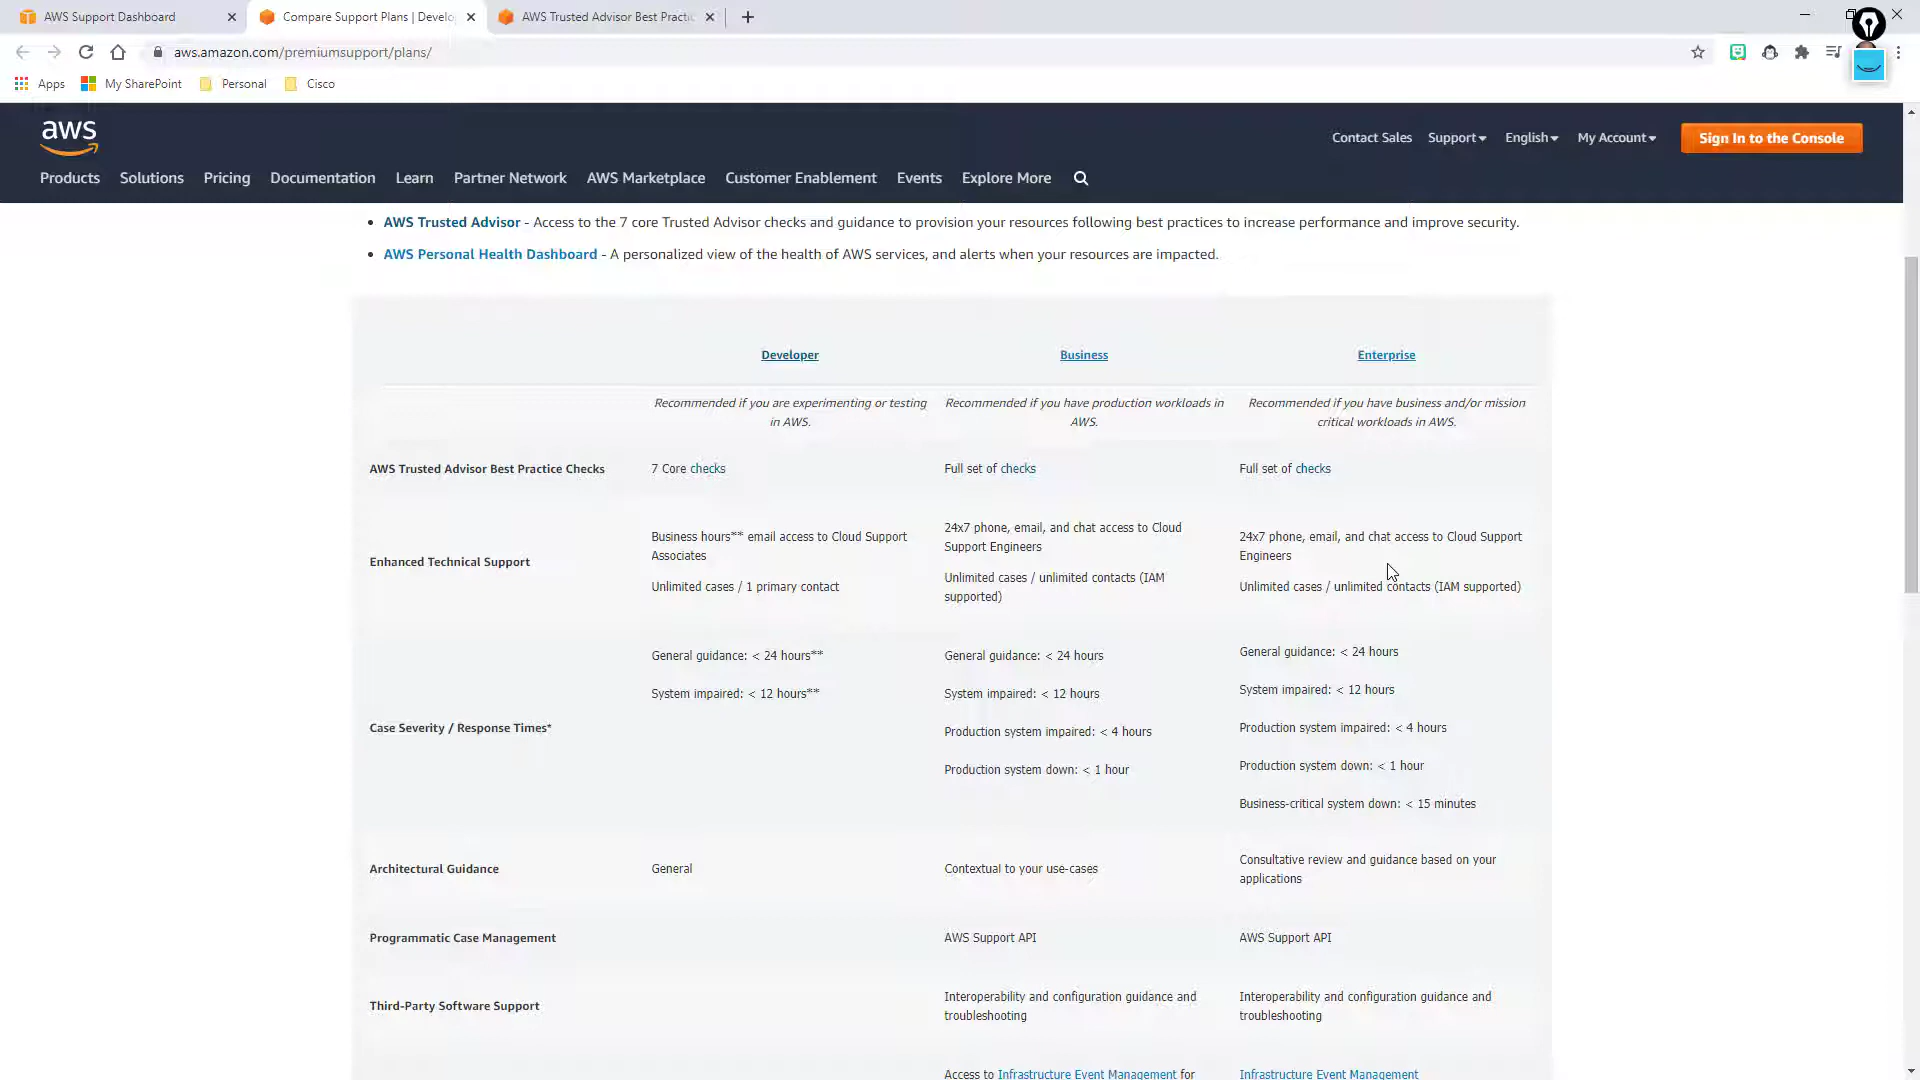 AWS Support Dashboard
Compare Support Plans | Develo
AWS Trusted Advisor Best Practi
aws.amazon.com/premiumsupport/plans/
Apps
My SharePoint
Personal
Cisco
aws
Contact Sales
Support
English
My Account
Sign In to the Console
Products
Solutions
Pricing
Documentation
Learn
Partner Network
AWS Marketplace
Customer Enablement
Events
Explore More
• AWS Trusted Advisor - Access to the 7 core Trusted Advisor checks and guidance to provision your resources following best practices to increase performance and improve security.
• AWS Personal Health Dashboard - A personalized view of the health of AWS services, and alerts when your resources are impacted.
Developer
Business
Enterprise
Recommended if you are experimenting or testing
in AWS.
Recommended if you have production workloads in
AWS.
Recommended if you have business and/or mission
critical workloads in AWS.
AWS Trusted Advisor Best Practice Checks
7 Core checks
Full set of checks
Full set of checks
Enhanced Technical Support
Business hours** email access to Cloud Support
Associates
Unlimited cases / 1 primary contact
24x7 phone, email, and chat access to Cloud
Support Engineers
Unlimited cases / unlimited contacts (IAM
supported)
24x7 phone, email, and chat access to Cloud Support
Engineers
Unlimited cases / unlimited contacts (IAM supported)
Case Severity / Response Times*
General guidance: < 24 hours**
System impaired: < 12 hours**
General guidance: < 24 hours
System impaired: < 12 hours
Production system impaired: < 4 hours
Production system down: < 1 hour
General guidance: < 24 hours
System impaired: < 12 hours
Production system impaired: < 4 hours
Production system down: < 1 hour
Business-critical system down: < 15 minutes
Architectural Guidance
General
Contextual to your use-cases
Consultative review and guidance based on your
applications
Programmatic Case Management
AWS Support API
AWS Support API
Third-Party Software Support
Interoperability and configuration guidance and
troubleshooting
Interoperability and configuration guidance and
troubleshooting
Access to Infrastructure Event Management for
Infrastructure Event Management